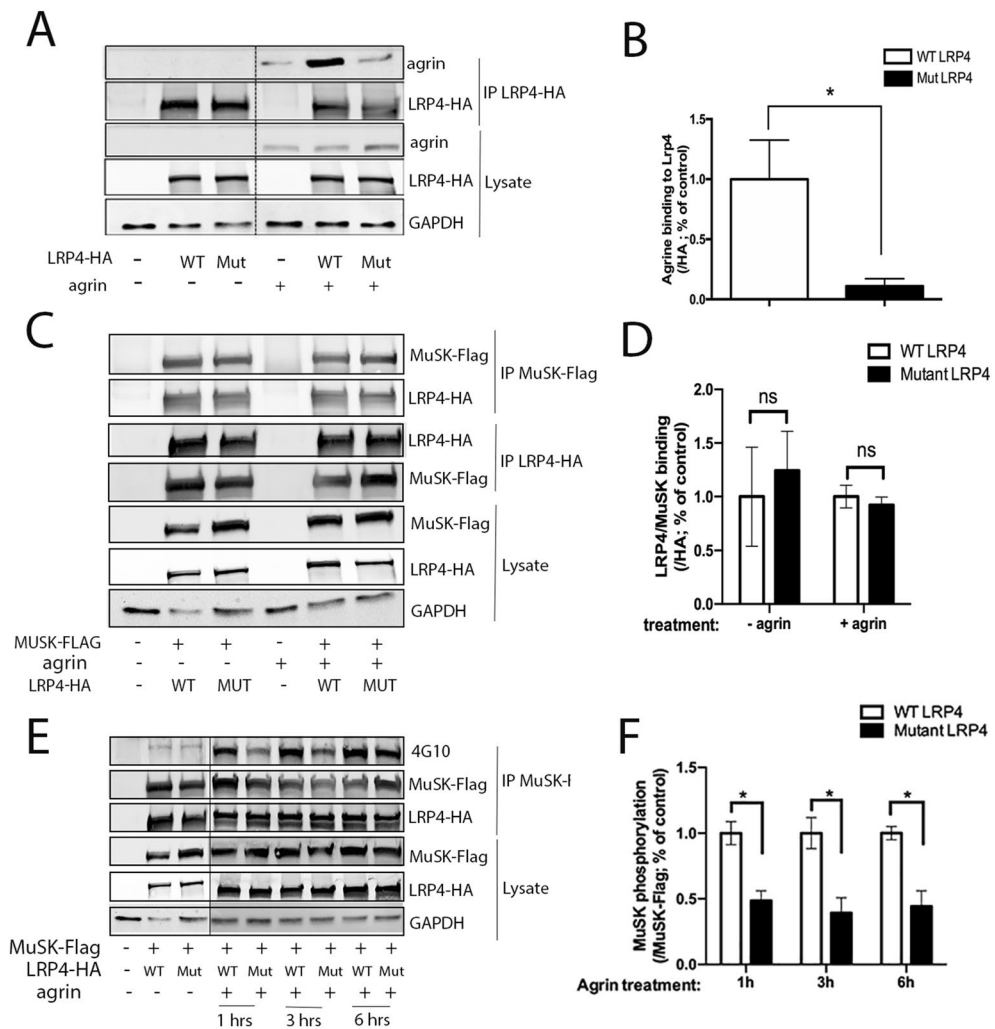 A
agrin
LRP4-HA
IP LRP4-HA
agrin
LRP4-HA
GAPDH
Lysate
LRP4-HA - WT Mut - WT Mut
agrin - - - + + +
B
WT LRP4
Mut LRP4
*
Agrine binding to Lrp4
(/HA ; % of control)
1.5
1.0
0.5
0.0
C
MuSK-Flag
LRP4-HA
IP MuSK-Flag
LRP4-HA
MuSK-Flag
IP LRP4-HA
MuSK-Flag
LRP4-HA
GAPDH
Lysate
MUSK-FLAG - + + - + +
agrin - - - + + +
LRP4-HA - WT MUT - WT MUT
D
WT LRP4
Mutant LRP4
LRP4/MuSK binding
(/HA; % of control)
2.0
1.5
1.0
0.5
0.0
ns
ns
treatment: - agrin + agrin
E
4G10
MuSK-Flag
LRP4-HA
IP MuSK-F
MuSK-Flag
LRP4-HA
GAPDH
Lysate
MuSK-Flag - + + + + + + + +
LRP4-HA - WT Mut WT Mut WT Mut WT Mut
agrin - - - + + + + + +
1 hrs 3 hrs 6 hrs
F
WT LRP4
Mutant LRP4
MuSK phosphorylation
(/MuSK-Flag; % of control)
1.5
1.0
0.5
0.0
* * *
Agrin treatment: 1h 3h 6h